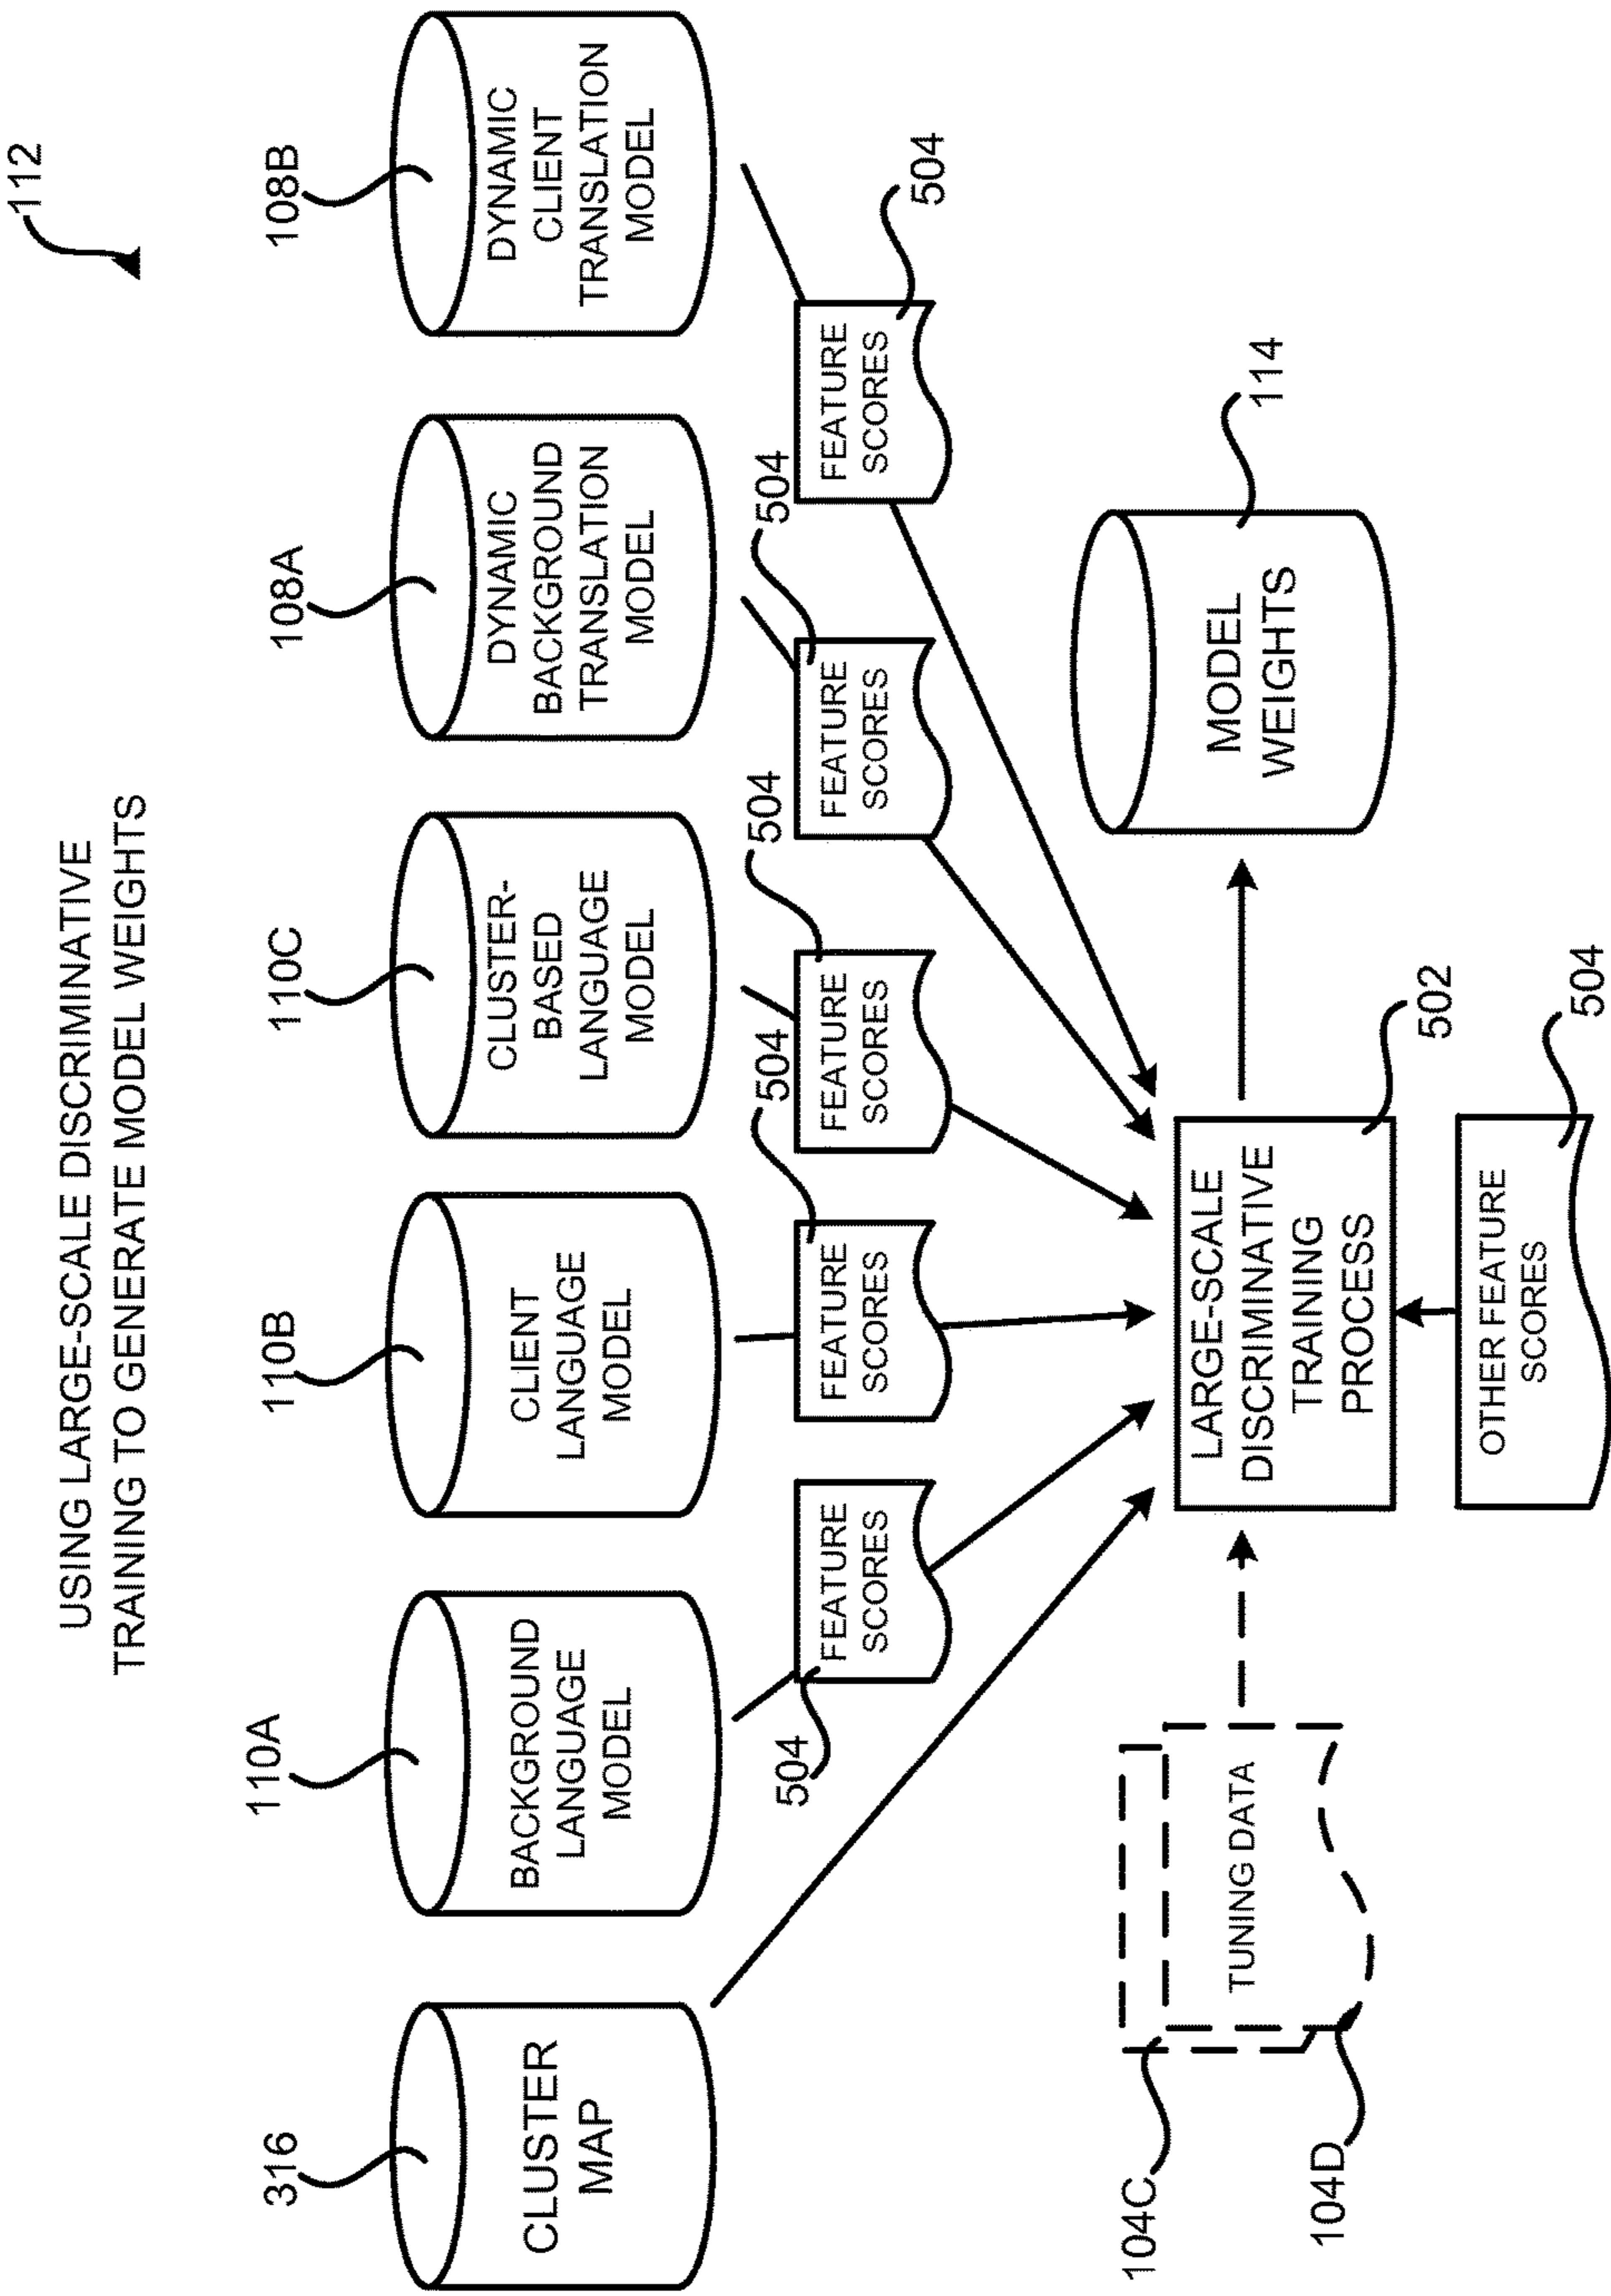 USING LARGE-SCALE DISCRIMINATIVE
TRAINING TO GENERATE MODEL WEIGHTS
112
316
110A
110B
110C
108A
108B
CLUSTER
MAP
BACKGROUND
LANGUAGE
MODEL
CLIENT
LANGUAGE
MODEL
CLUSTER-
BASED
LANGUAGE
MODEL
DYNAMIC
BACKGROUND
TRANSLATION
MODEL
DYNAMIC
CLIENT
TRANSLATION
MODEL
504
504
504
504
504
FEATURE
SCORES
FEATURE
SCORES
FEATURE
SCORES
FEATURE
SCORES
FEATURE
SCORES
104C
104D
TUNING DATA
LARGE-SCALE
DISCRIMINATIVE
TRAINING
PROCESS
502
MODEL
WEIGHTS
114
OTHER FEATURE
SCORES
504